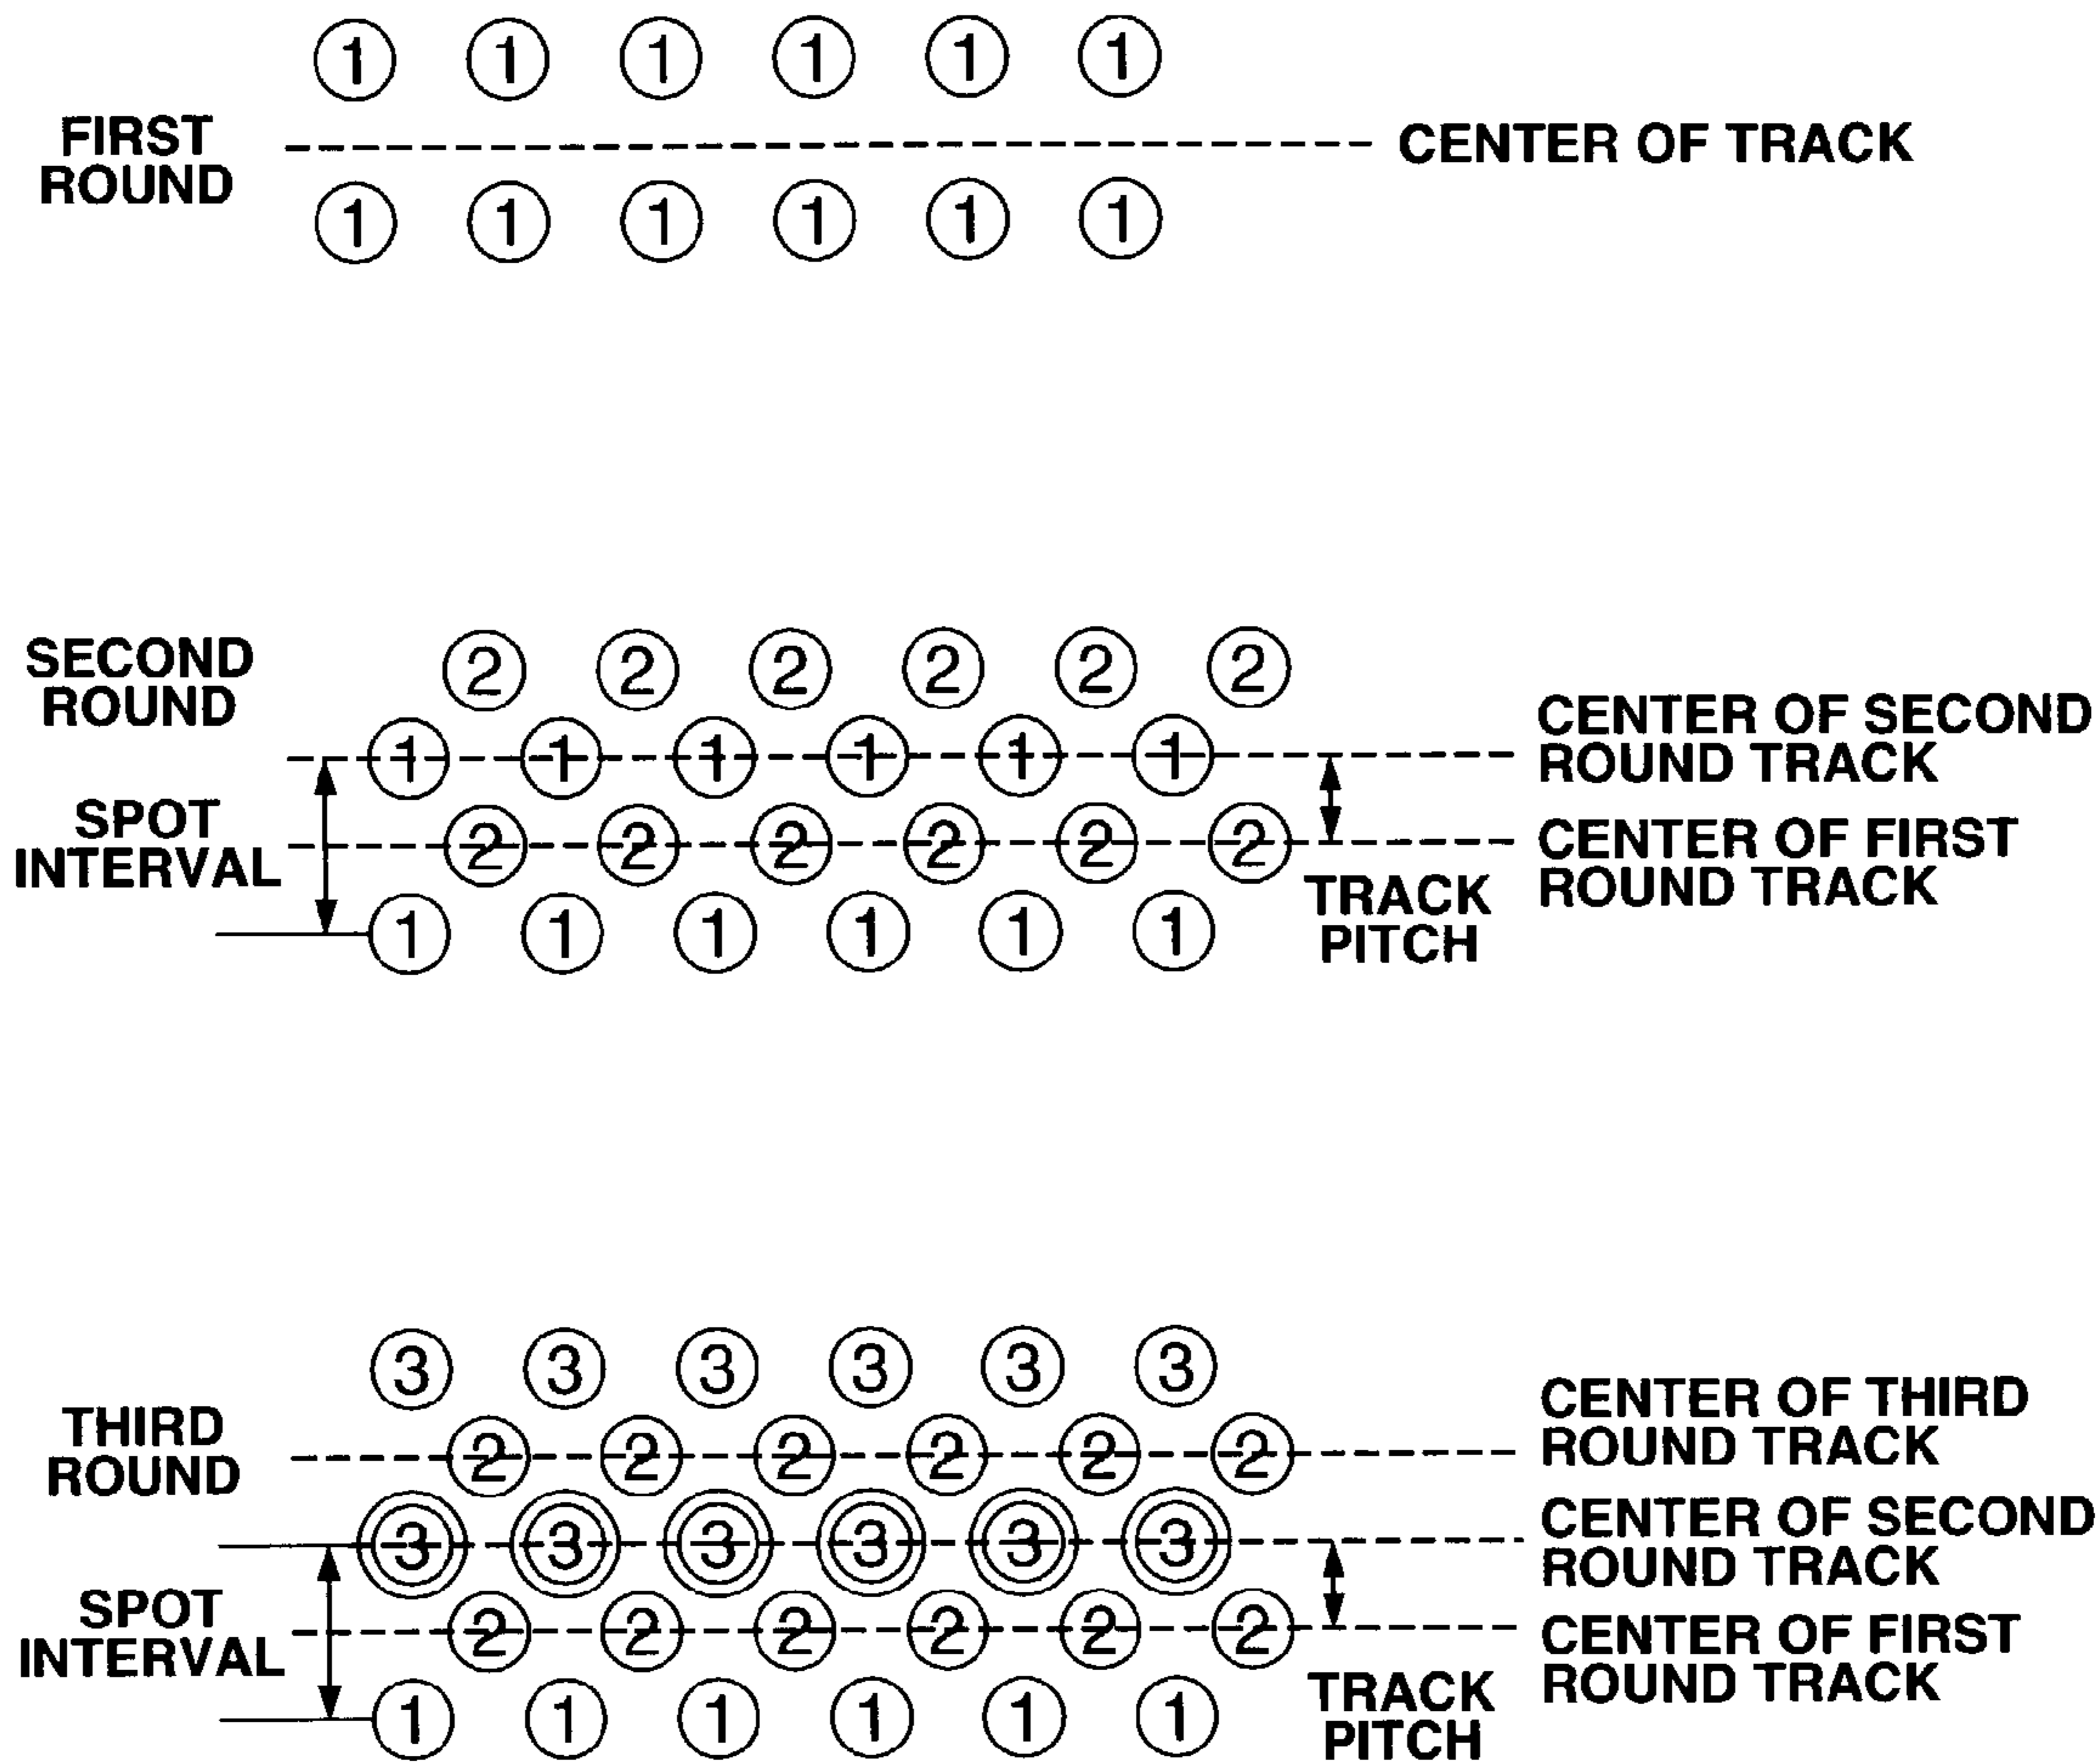 1 1 1 1 1 1
FIRST
ROUND
CENTER OF TRACK
1 1 1 1 1 1
SECOND
ROUND
2 2 2 2 2 2
CENTER OF SECOND
ROUND TRACK
1 1 1 1 1 1
SPOT
INTERVAL
2 2 2 2 2 2
CENTER OF FIRST
ROUND TRACK
1 1 1 1 1 1
TRACK
PITCH
3 3 3 3 3 3
THIRD
ROUND
CENTER OF THIRD
ROUND TRACK
2 2 2 2 2 2
CENTER OF SECOND
ROUND TRACK
3 3 3 3 3 3
SPOT
INTERVAL
2 2 2 2 2 2
CENTER OF FIRST
ROUND TRACK
1 1 1 1 1 1
TRACK
PITCH